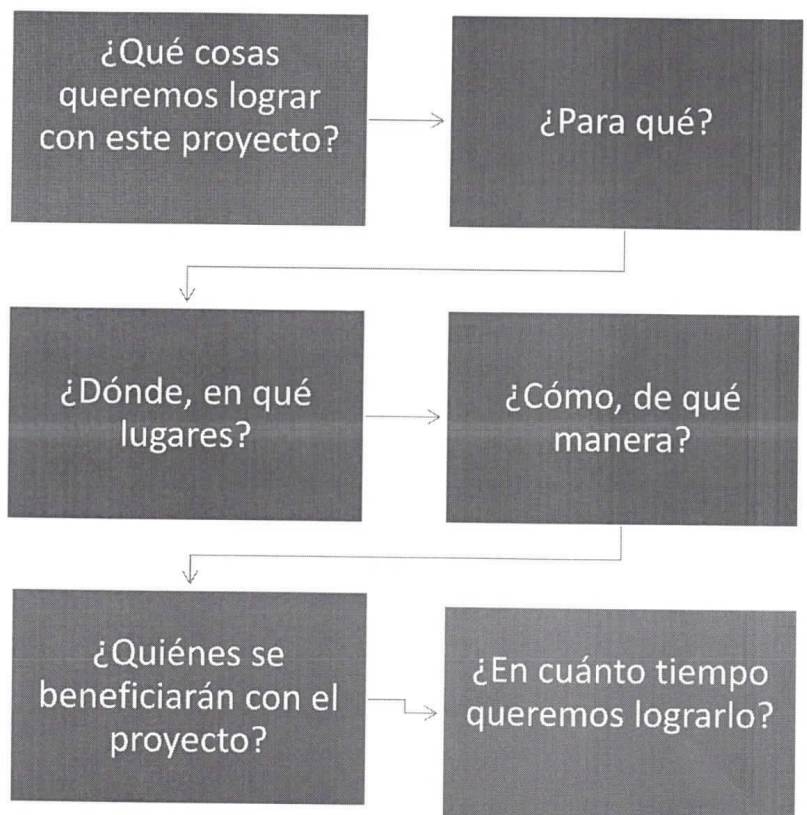 ¿Qué cosas
queremos lograr
con este proyecto?
¿Para qué?
¿Dónde, en qué
lugares?
¿Cómo, de qué
manera?
¿Quiénes se
beneficiarán con el
proyecto?
¿En cuánto tiempo
queremos lograrlo?